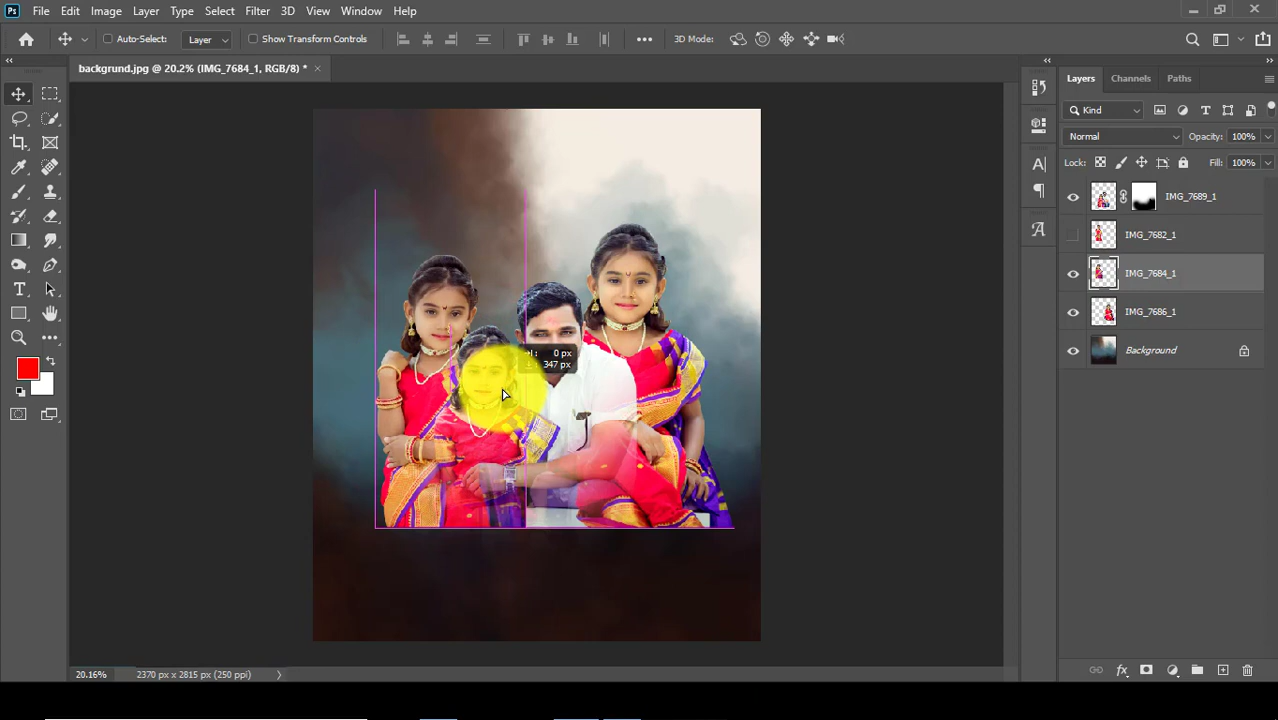 Ps File Edit Image Layer Type Select Filter 3D View Window Help
Auto-Select: Layer Show Transform Controls 3D Mode:
backgrund.jpg @ 20.2% (IMG_7684_1, RGB/8) * ×
Layers Channels Paths
Kind
Normal Opacity: 100%
Lock: Fill: 100%
IMG_7689_1
IMG_7682_1
IMG_7684_1
IMG_7686_1
Background
0 px
347 px
20.16% 2370 px x 2815 px (250 ppi)